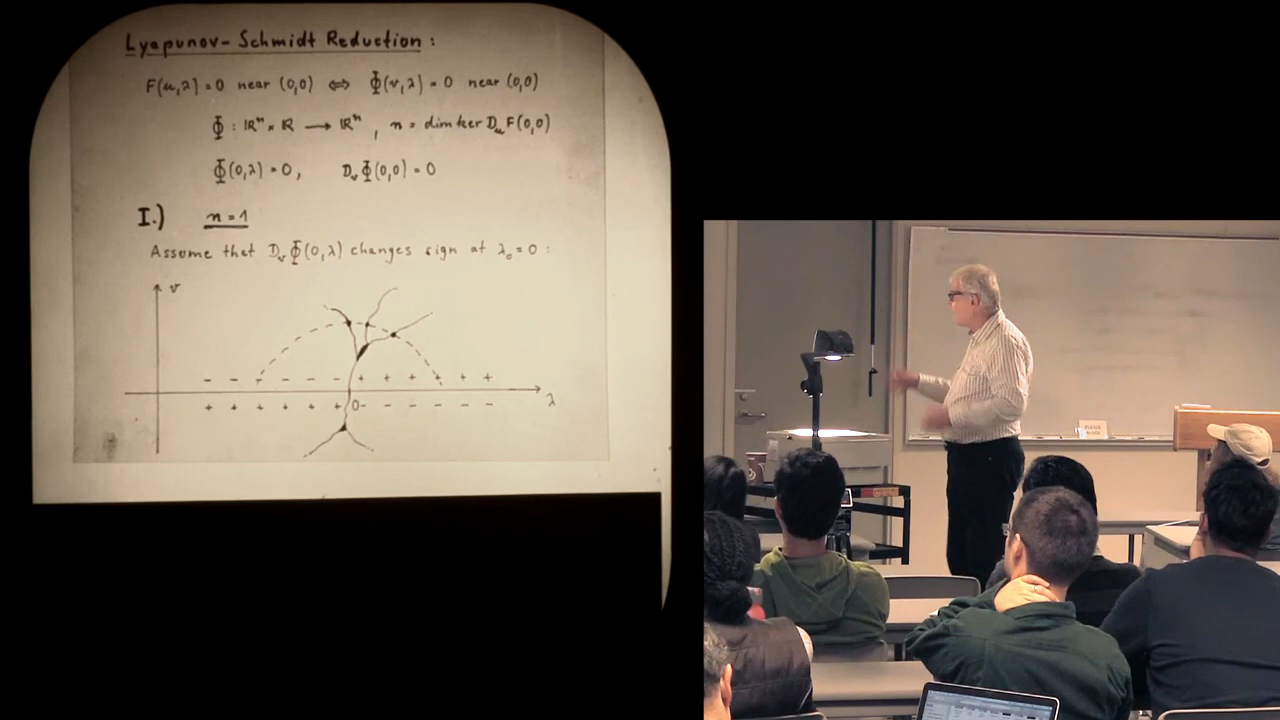 Lyapunov-Schmidt Reduction:
F(u,λ)=0 near (0,0) ⇔ Φ(v,λ)=0 near (0,0)
Φ: ℝⁿ×ℝ → ℝⁿ, n = dim ker D_u F(0,0)
Φ(0,λ)=0, D_v Φ(0,0)=0
I.) n=1
Assume that D_v Φ(0,λ) changes sign at λ₀=0:
v
- - - - - - + + + + + +
λ
+ + + + + + 0 - - - - - -
PLEASE